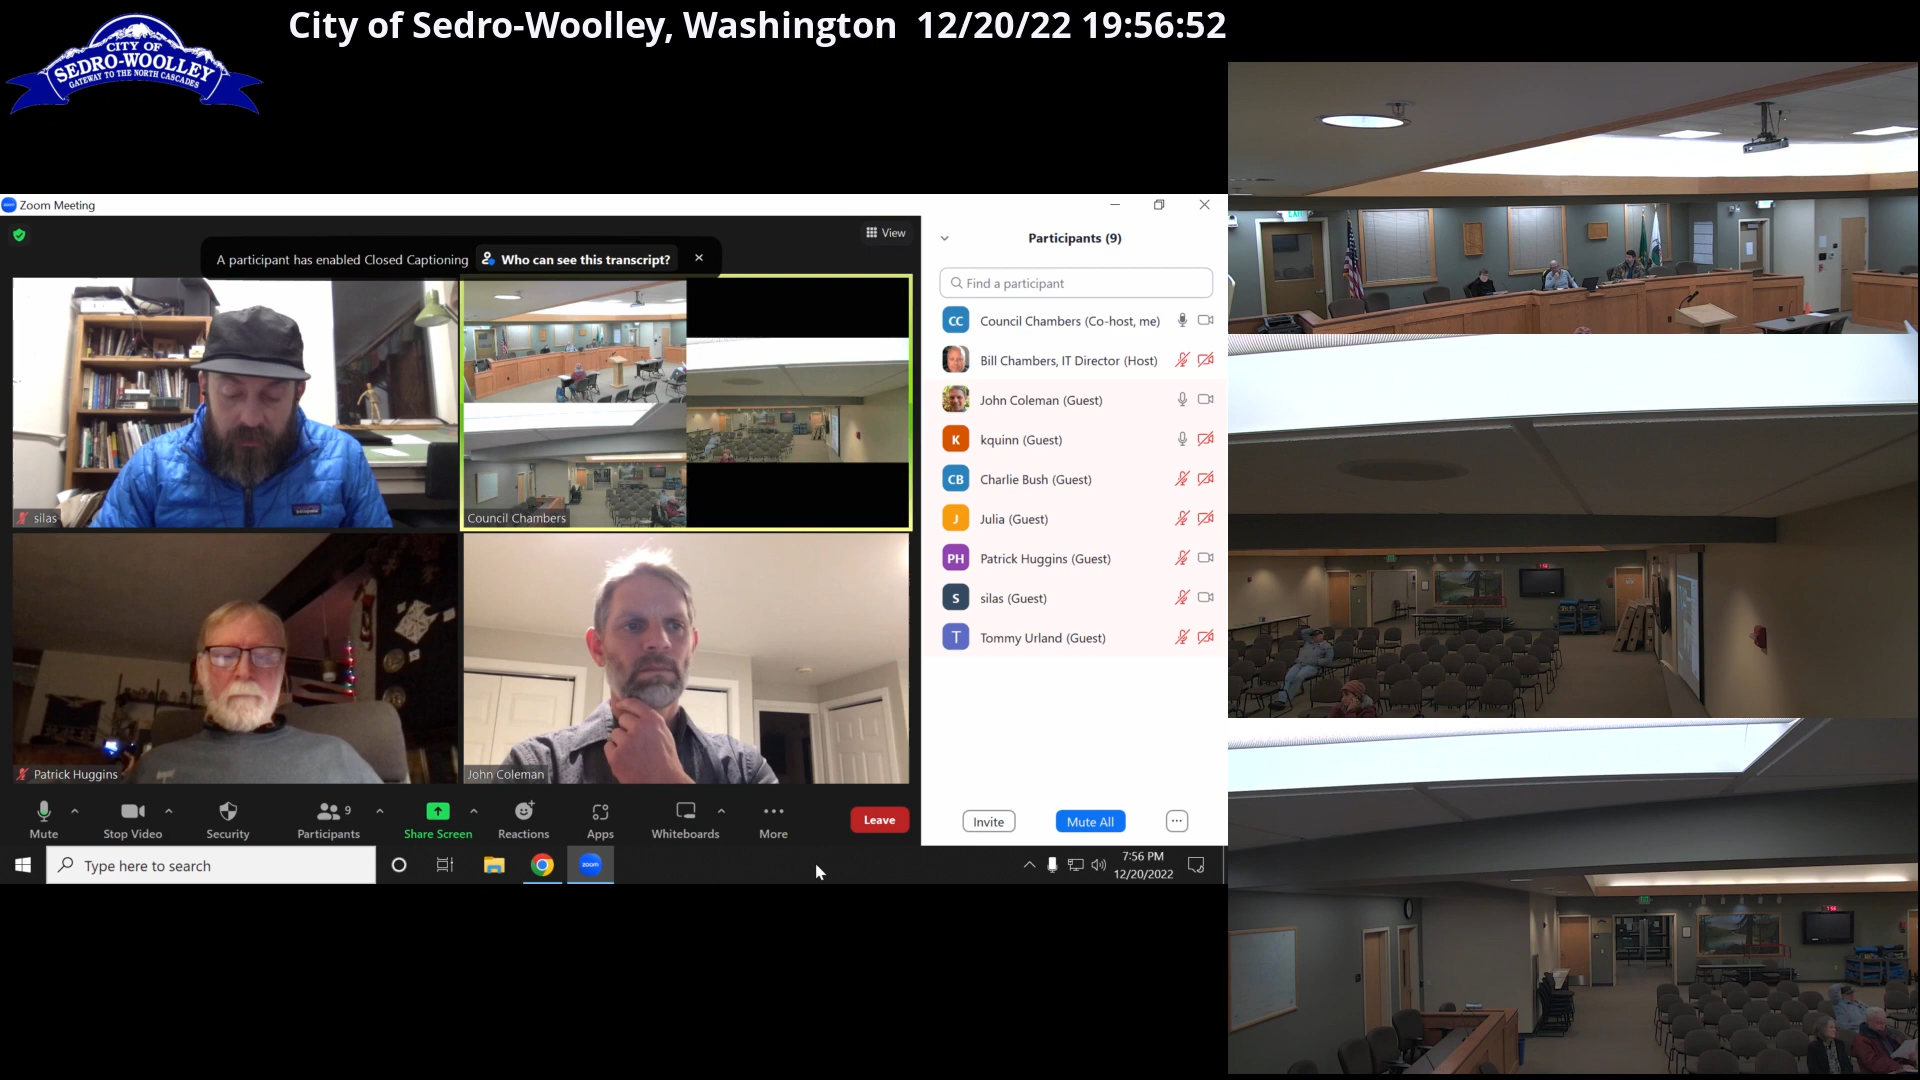 CITY OF
SEDRO-WOOLLEY
GATEWAY TO THE NORTH CASCADES
City of Sedro-Woolley, Washington 12/20/22 19:56:52
Zoom Meeting
View
A participant has enabled Closed Captioning
Who can see this transcript?
silas
Council Chambers
Patrick Huggins
John Coleman
Participants (9)
Find a participant
CC Council Chambers (Co-host, me)
Bill Chambers, IT Director (Host)
John Coleman (Guest)
K kquinn (Guest)
CB Charlie Bush (Guest)
J Julia (Guest)
PH Patrick Huggins (Guest)
S silas (Guest)
T Tommy Urland (Guest)
Invite
Mute All
Mute
Stop Video
Security
9
Participants
Share Screen
Reactions
Apps
Whiteboards
More
Leave
Type here to search
zoom
7:56 PM
12/20/2022